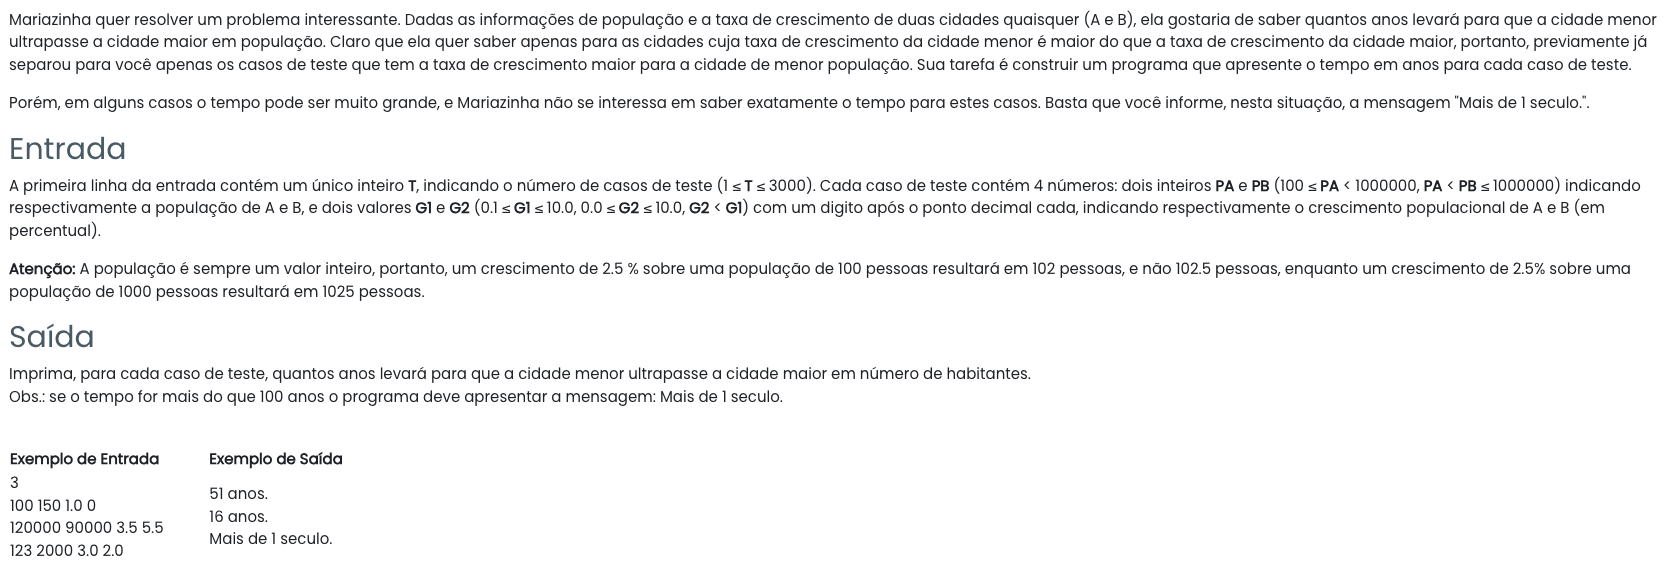 Mariazinha quer resolver um problema interessante. Dadas as informações de população e a taxa de crescimento de duas cidades quaisquer (A e B), ela gostaria de saber quantos anos levará para que a cidade menor
ultrapasse a cidade maior em população. Claro que ela quer saber apenas para as cidades cuja taxa de crescimento da cidade menor é maior do que a taxa de crescimento da cidade maior, portanto, previamente já
separou para você apenas os casos de teste que tem a taxa de crescimento maior para a cidade de menor população. Sua tarefa é construir um programa que apresente o tempo em anos para cada caso de teste.
Porém, em alguns casos o tempo pode ser muito grande, e Mariazinha não se interessa em saber exatamente o tempo para estes casos. Basta que você informe, nesta situação, a mensagem "Mais de 1 seculo.".
Entrada
A primeira linha da entrada contém um único inteiro T, indicando o número de casos de teste (1 ≤ T ≤ 3000). Cada caso de teste contém 4 números: dois inteiros PA e PB (100 ≤ PA < 1000000, PA < PB ≤ 1000000) indicando
respectivamente a população de A e B, e dois valores G1 e G2 (0.1 ≤ G1 ≤ 10.0, 0.0 ≤ G2 ≤ 10.0, G2 < G1) com um digito após o ponto decimal cada, indicando respectivamente o crescimento populacional de A e B (em
percentual).
Atenção: A população é sempre um valor inteiro, portanto, um crescimento de 2.5 % sobre uma população de 100 pessoas resultará em 102 pessoas, e não 102.5 pessoas, enquanto um crescimento de 2.5% sobre uma
população de 1000 pessoas resultará em 1025 pessoas.
Saída
Imprima, para cada caso de teste, quantos anos levará para que a cidade menor ultrapasse a cidade maior em número de habitantes.
Obs.: se o tempo for mais do que 100 anos o programa deve apresentar a mensagem: Mais de 1 seculo.
Exemplo de Entrada
3
100 150 1.0 0
120000 90000 3.5 5.5
123 2000 3.0 2.0
Exemplo de Saída
51 anos.
16 anos.
Mais de 1 seculo.